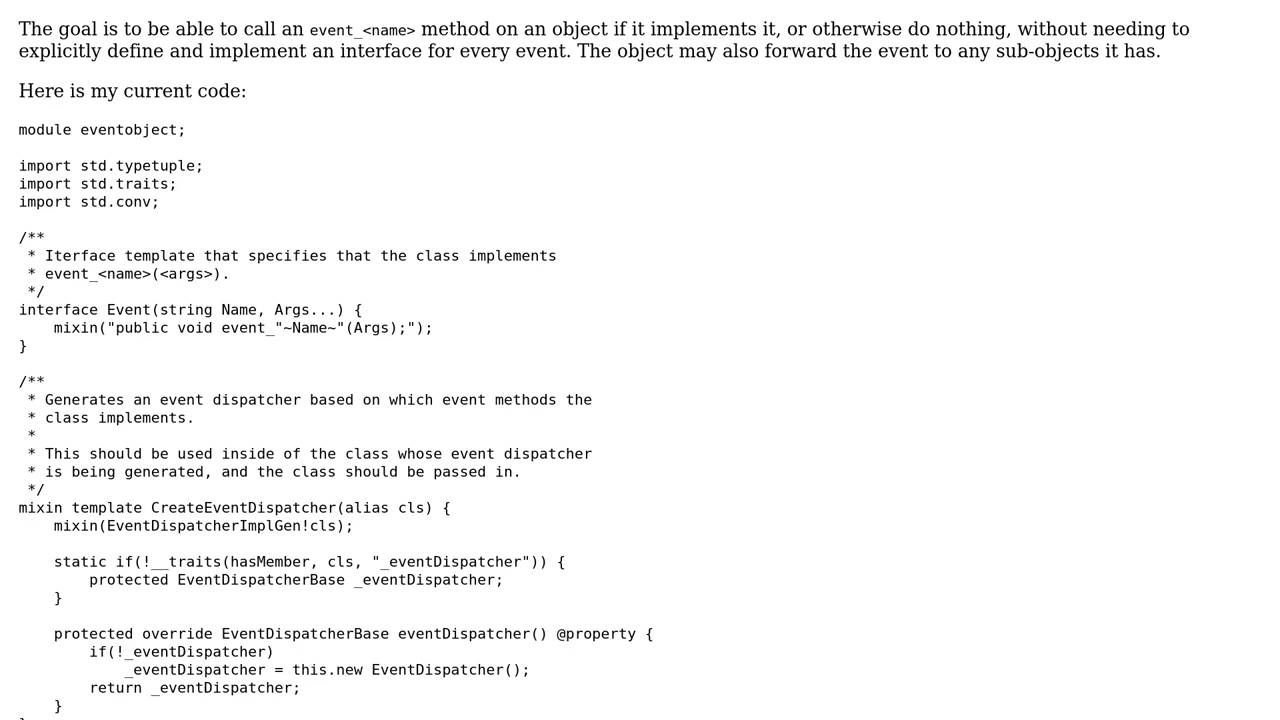 The goal is to be able to call an event_<name> method on an object if it implements it, or otherwise do nothing, without needing to
explicitly define and implement an interface for every event. The object may also forward the event to any sub-objects it has.
Here is my current code:
module eventobject;
import std.typetuple;
import std.traits;
import std.conv;
/**
 * Iterface template that specifies that the class implements
 * event_<name>(<args>).
 */
interface Event(string Name, Args...) {
    mixin("public void event_"~Name~"(Args);");
}
/**
 * Generates an event dispatcher based on which event methods the
 * class implements.
 *
 * This should be used inside of the class whose event dispatcher
 * is being generated, and the class should be passed in.
 */
mixin template CreateEventDispatcher(alias cls) {
    mixin(EventDispatcherImplGen!cls);
    static if(!__traits(hasMember, cls, "_eventDispatcher")) {
        protected EventDispatcherBase _eventDispatcher;
    }
    protected override EventDispatcherBase eventDispatcher() @property {
        if(!_eventDispatcher)
            _eventDispatcher = this.new EventDispatcher();
        return _eventDispatcher;
    }